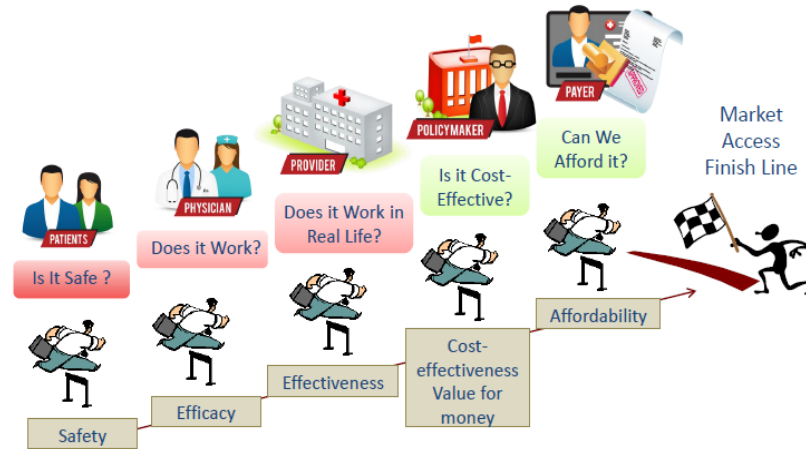 PATIENTS
Is It Safe ?
Safety
PHYSICIAN
Does it Work?
Efficacy
PROVIDER
Does it Work in
Real Life?
Effectiveness
POLICYMAKER
Is it Cost-
Effective?
Cost-
effectiveness
Value for
money
PAYER
Can We
Afford it?
Affordability
Market
Access
Finish Line